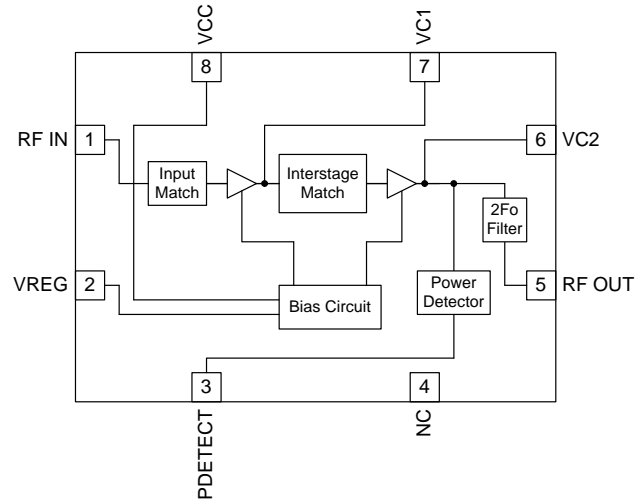 VCC
VC1
8
7
RF IN
1
6
VC2
Input
Match
Interstage
Match
2Fo
Filter
VREG
2
Bias Circuit
Power
Detector
5
RF OUT
3
4
PDETECT
NC